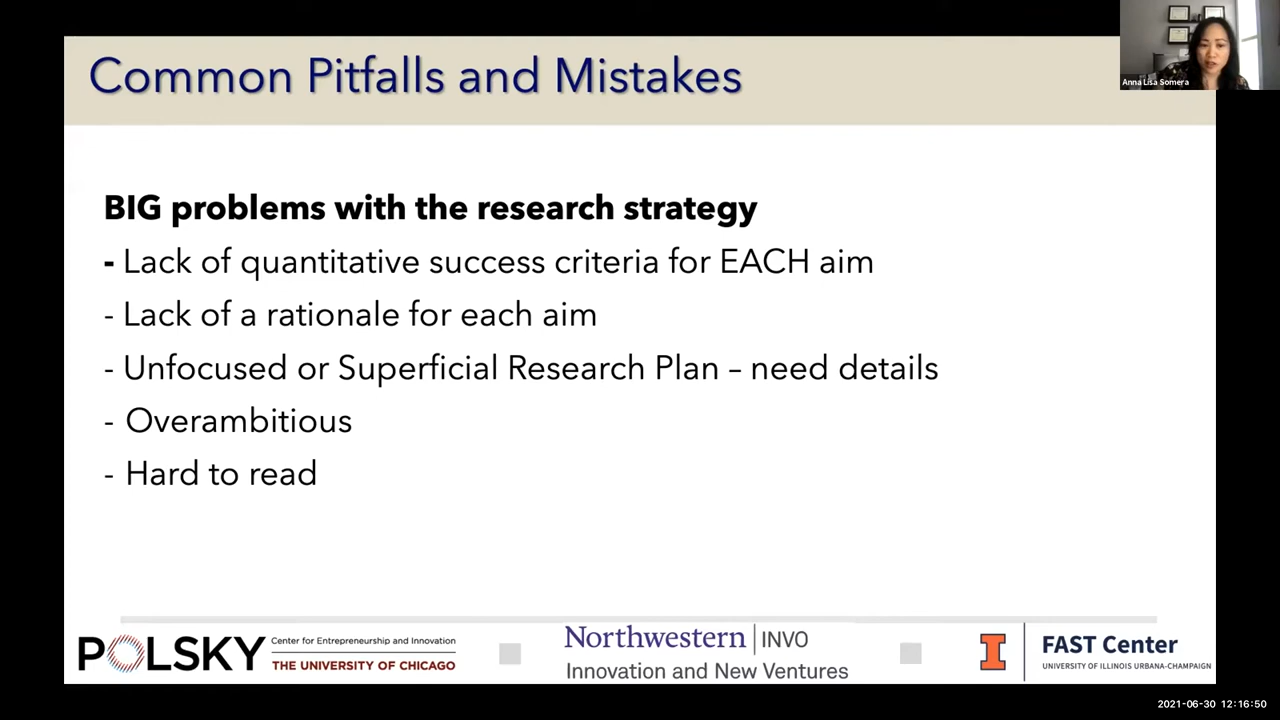 Common Pitfalls and Mistakes
Anna Lisa Somera
BIG problems with the research strategy
- Lack of quantitative success criteria for EACH aim
- Lack of a rationale for each aim
- Unfocused or Superficial Research Plan – need details
- Overambitious
- Hard to read
POLSKY
Center for Entrepreneurship and Innovation
THE UNIVERSITY OF CHICAGO
Northwestern | INVO
Innovation and New Ventures
I
FAST Center
UNIVERSITY OF ILLINOIS URBANA-CHAMPAIGN
2021-06-30 12:16:50